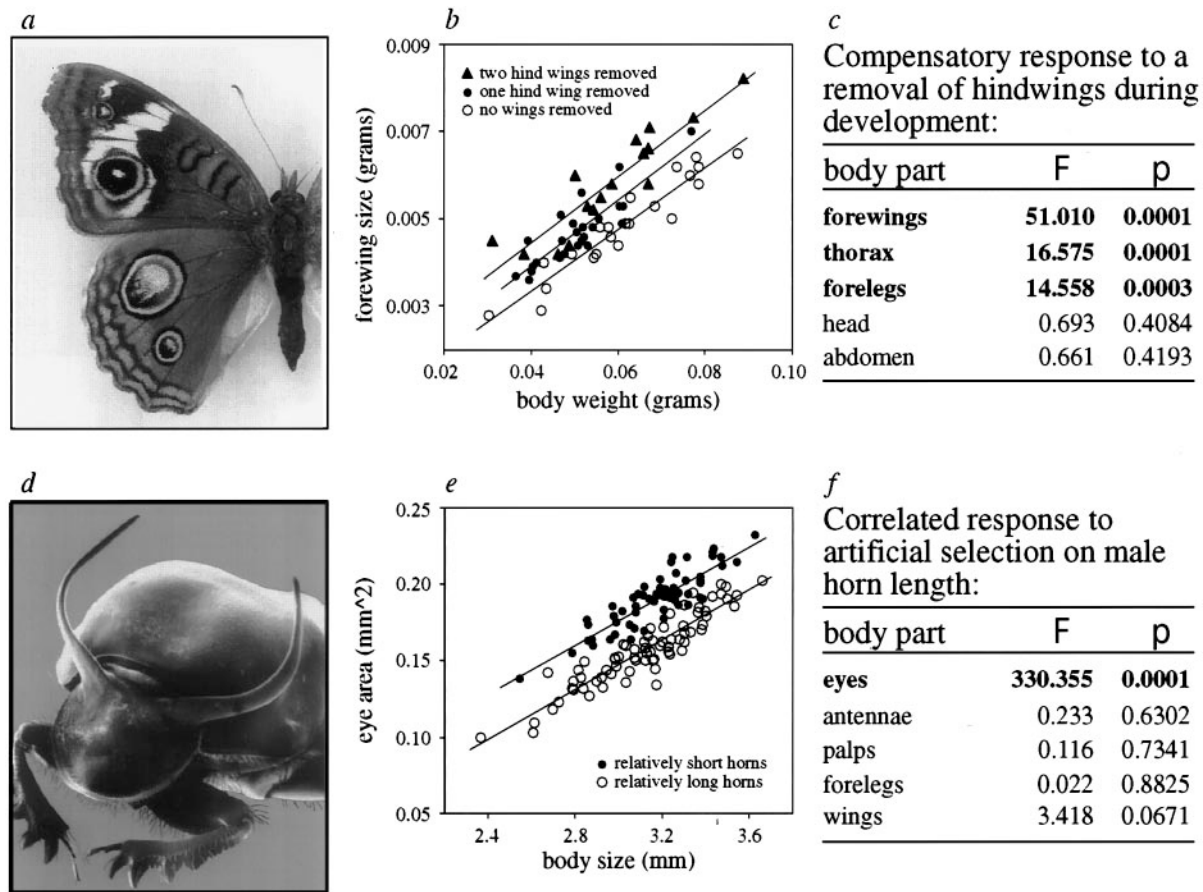 a
b
0.009
▲ two hind wings removed
● one hind wing removed
○ no wings removed
0.007
0.005
0.003
forewing size (grams)
0.02
0.04
0.06
0.08
0.10
body weight (grams)
c
Compensatory response to a
removal of hindwings during
development:
body part F p
forewings 51.010 0.0001
thorax 16.575 0.0001
forelegs 14.558 0.0003
head 0.693 0.4084
abdomen 0.661 0.4193
d
e
0.25
0.20
0.15
0.10
0.05
eye area (mm^2)
● relatively short horns
○ relatively long horns
2.4
2.8
3.2
3.6
body size (mm)
f
Correlated response to
artificial selection on male
horn length:
body part F p
eyes 330.355 0.0001
antennae 0.233 0.6302
palps 0.116 0.7341
forelegs 0.022 0.8825
wings 3.418 0.0671